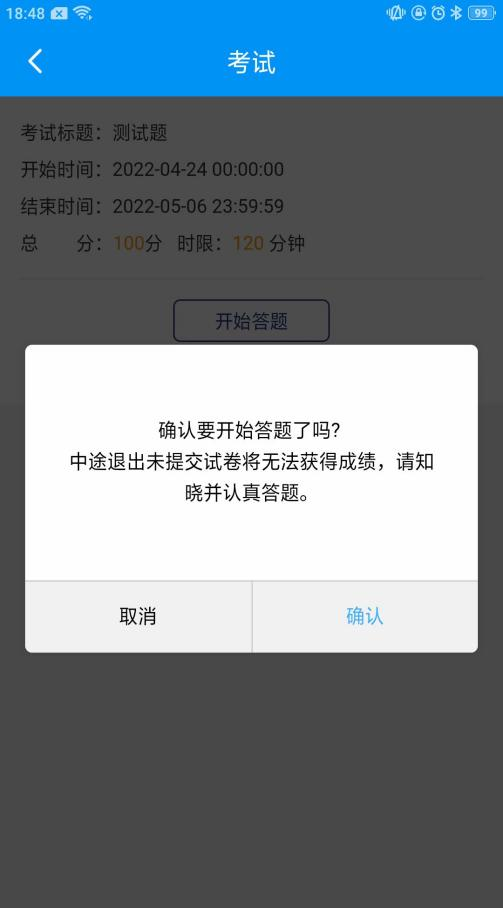 18:48
99
考试
考试标题：测试题
开始时间：2022-04-24 00:00:00
结束时间：2022-05-06 23:59:59
总 分：100分 时限：120 分钟
开始答题
确认要开始答题了吗?
中途退出未提交试卷将无法获得成绩，请知
晓并认真答题。
取消 确认